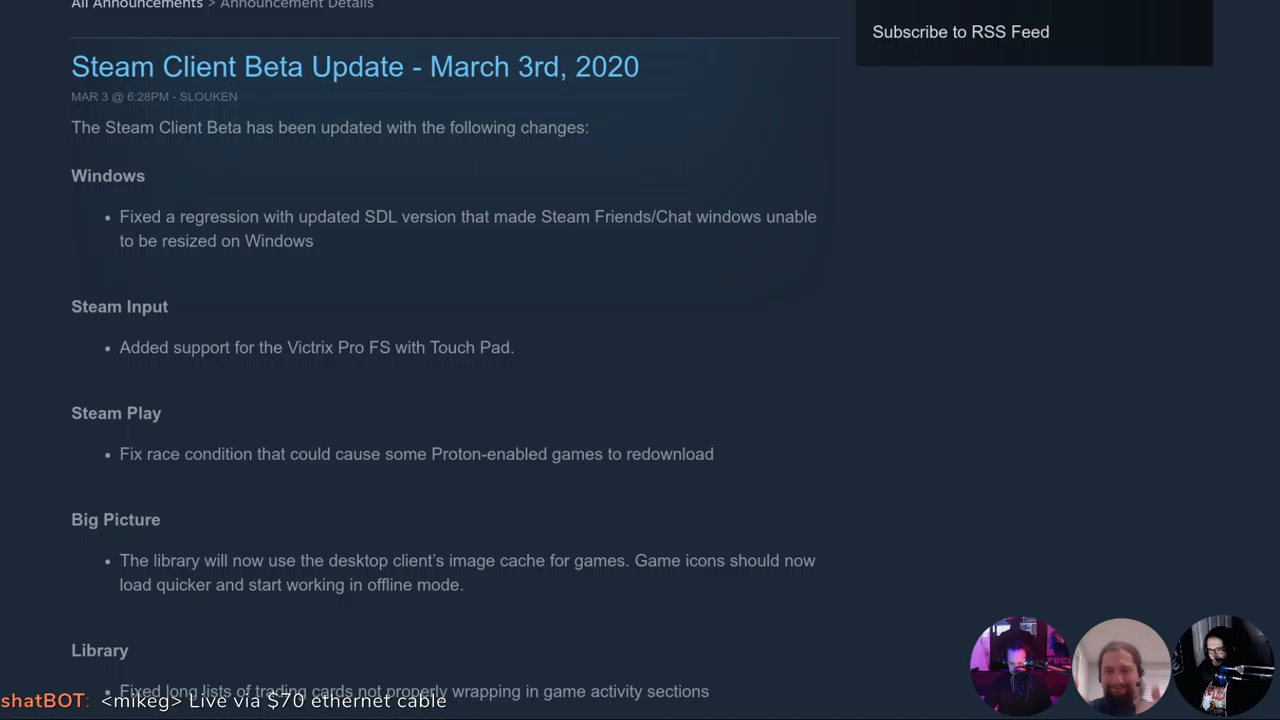 All Announcements > Announcement Details
Subscribe to RSS Feed
Steam Client Beta Update - March 3rd, 2020
MAR 3 @ 6:28PM - SLOUKEN
The Steam Client Beta has been updated with the following changes:
Windows
• Fixed a regression with updated SDL version that made Steam Friends/Chat windows unable
to be resized on Windows
Steam Input
• Added support for the Victrix Pro FS with Touch Pad.
Steam Play
• Fix race condition that could cause some Proton-enabled games to redownload
Big Picture
• The library will now use the desktop client’s image cache for games. Game icons should now
load quicker and start working in offline mode.
Library
• Fixed long lists of trading cards not properly wrapping in game activity sections
shatBOT: <mikeg> Live via $70 ethernet cable